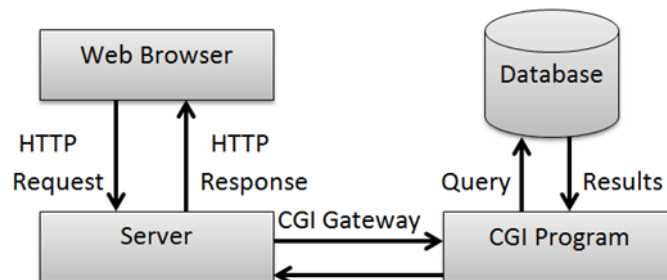 Web Browser
Database
HTTP
Request
HTTP
Response
Query
Results
Server
CGI Gateway
CGI Program